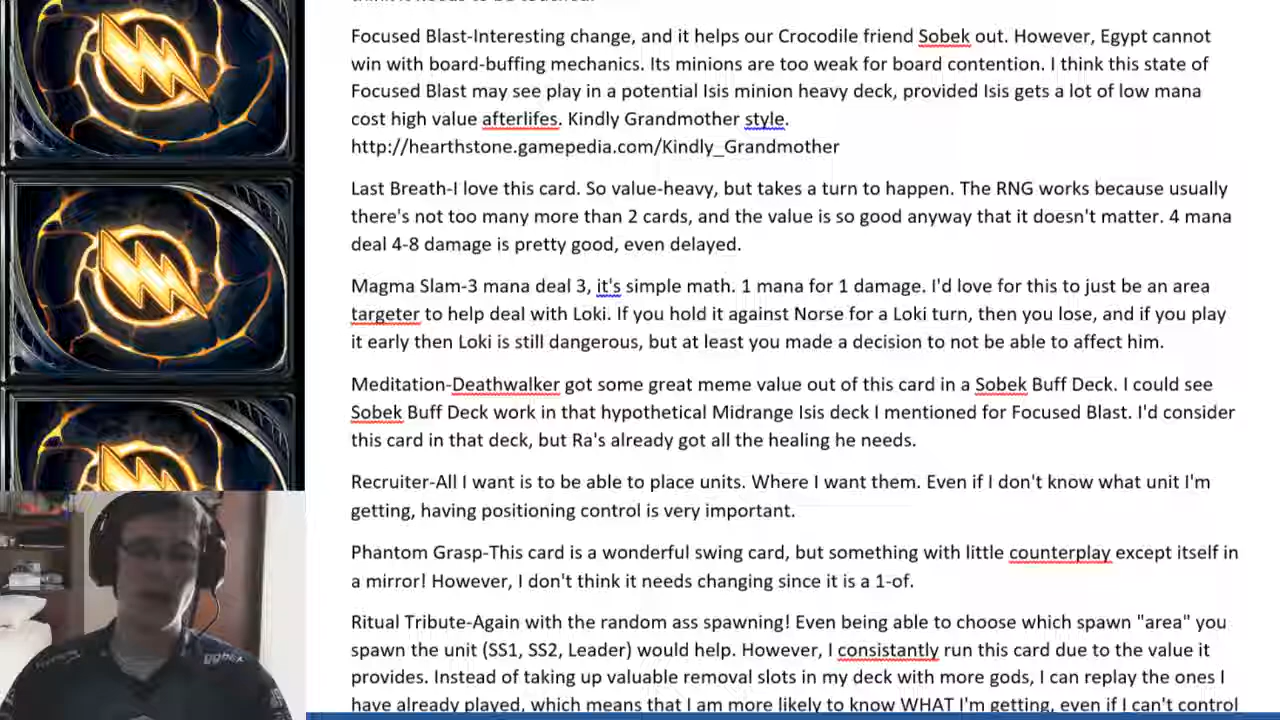 Focused Blast-Interesting change, and it helps our Crocodile friend Sobek out. However, Egypt cannot
win with board-buffing mechanics. Its minions are too weak for board contention. I think this state of
Focused Blast may see play in a potential Isis minion heavy deck, provided Isis gets a lot of low mana
cost high value afterlifes. Kindly Grandmother style.
http://hearthstone.gamepedia.com/Kindly_Grandmother
Last Breath-I love this card. So value-heavy, but takes a turn to happen. The RNG works because usually
there's not too many more than 2 cards, and the value is so good anyway that it doesn't matter. 4 mana
deal 4-8 damage is pretty good, even delayed.
Magma Slam-3 mana deal 3, it's simple math. 1 mana for 1 damage. I'd love for this to just be an area
targeter to help deal with Loki. If you hold it against Norse for a Loki turn, then you lose, and if you play
it early then Loki is still dangerous, but at least you made a decision to not be able to affect him.
Meditation-Deathwalker got some great meme value out of this card in a Sobek Buff Deck. I could see
Sobek Buff Deck work in that hypothetical Midrange Isis deck I mentioned for Focused Blast. I'd consider
this card in that deck, but Ra's already got all the healing he needs.
Recruiter-All I want is to be able to place units. Where I want them. Even if I don't know what unit I'm
getting, having positioning control is very important.
Phantom Grasp-This card is a wonderful swing card, but something with little counterplay except itself in
a mirror! However, I don't think it needs changing since it is a 1-of.
Ritual Tribute-Again with the random ass spawning! Even being able to choose which spawn "area" you
spawn the unit (SS1, SS2, Leader) would help. However, I consistantly run this card due to the value it
provides. Instead of taking up valuable removal slots in my deck with more gods, I can replay the ones I
have already played, which means that I am more likely to know WHAT I'm getting, even if I can't control